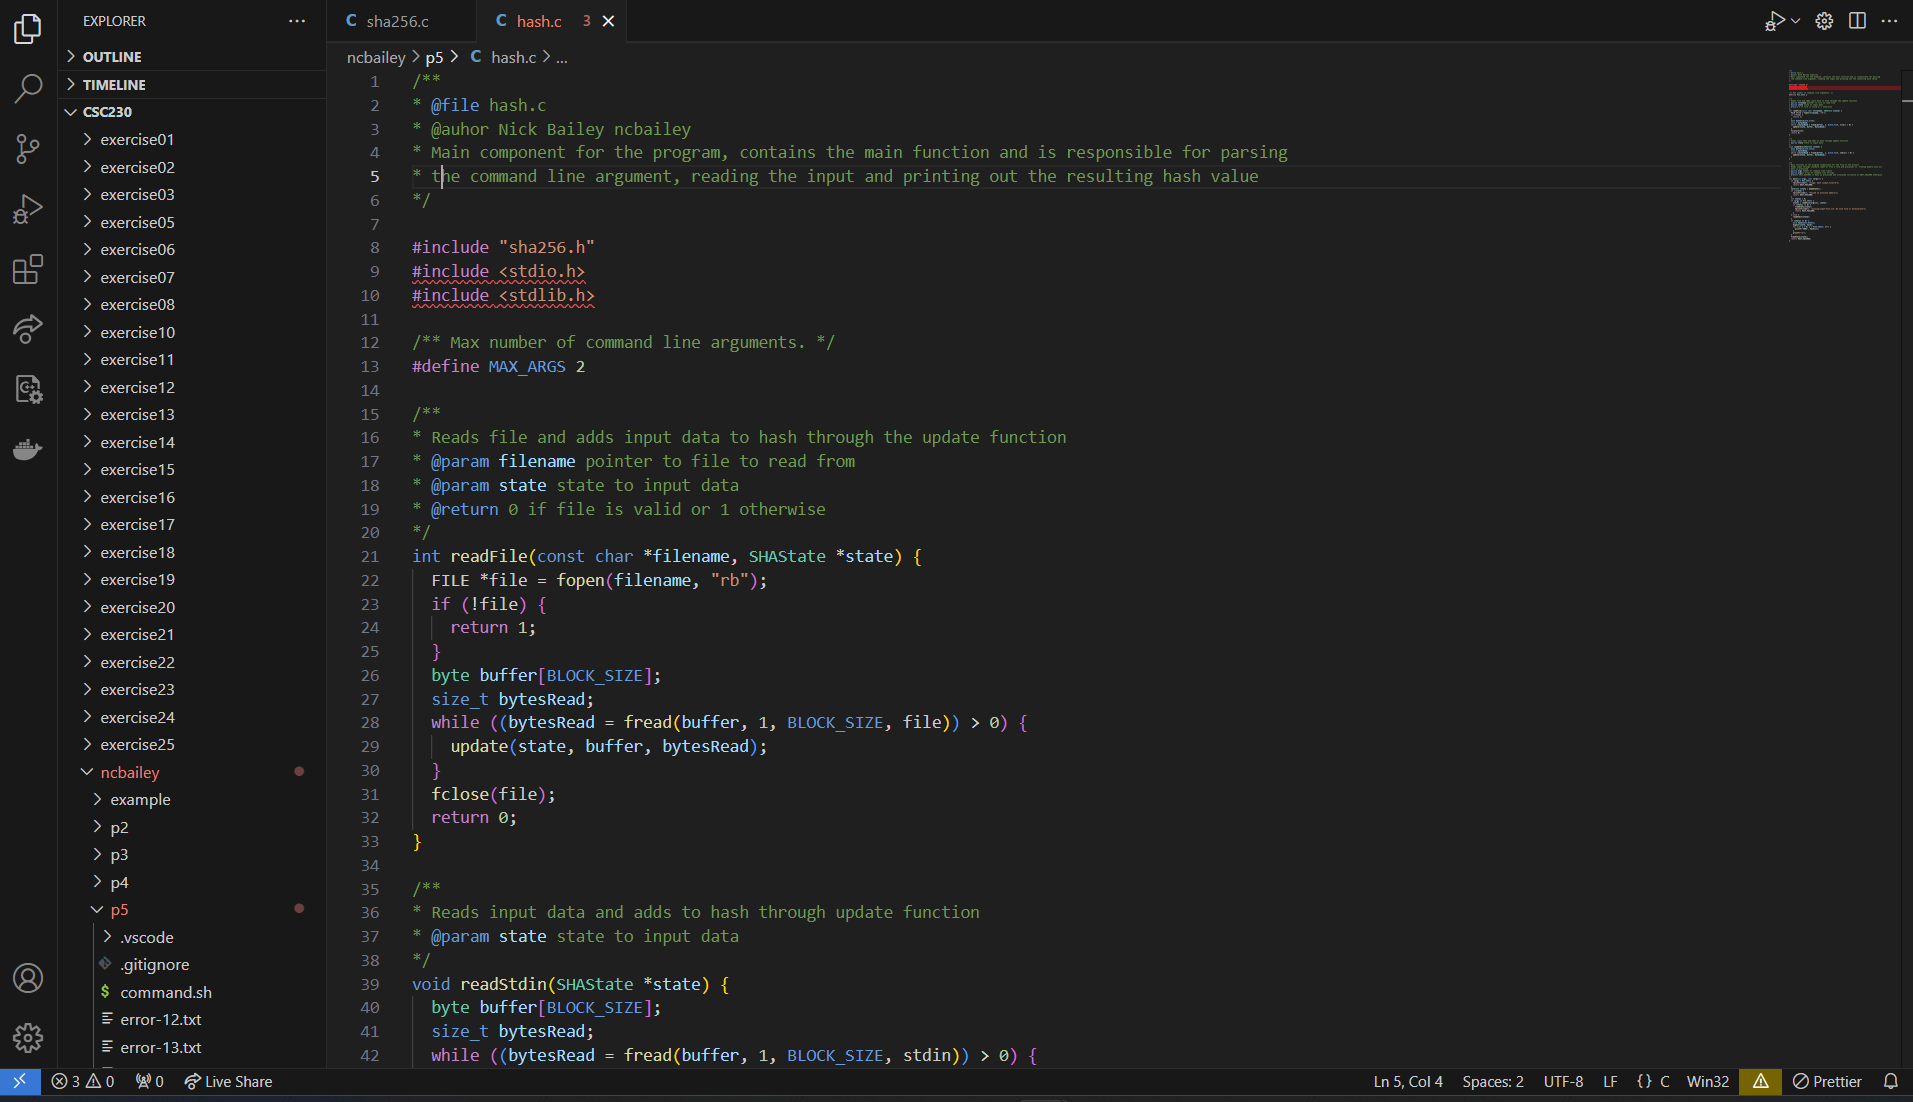 EXPLORER
OUTLINE
TIMELINE
CSC230
exercise01
exercise02
exercise03
exercise05
exercise06
exercise07
exercise08
exercise10
exercise11
exercise12
exercise13
exercise14
exercise15
exercise16
exercise17
exercise18
exercise19
exercise20
exercise21
exercise22
exercise23
exercise24
exercise25
ncbailey
example
p2
p3
p4
p5
.vscode
.gitignore
$ command.sh
error-12.txt
error-13.txt
C sha256.c
C hash.c 3
ncbailey > p5 > C hash.c > ...
1 /**
2 * @file hash.c
3 * @auhor Nick Bailey ncbailey
4 * Main component for the program, contains the main function and is responsible for parsing
5 * the command line argument, reading the input and printing out the resulting hash value
6 */
7
8 #include "sha256.h"
9 #include <stdio.h>
10 #include <stdlib.h>
11
12 /** Max number of command line arguments. */
13 #define MAX_ARGS 2
14
15 /**
16 * Reads file and adds input data to hash through the update function
17 * @param filename pointer to file to read from
18 * @param state state to input data
19 * @return 0 if file is valid or 1 otherwise
20 */
21 int readFile(const char *filename, SHAState *state) {
22 FILE *file = fopen(filename, "rb");
23 if (!file) {
24 return 1;
25 }
26 byte buffer[BLOCK_SIZE];
27 size_t bytesRead;
28 while ((bytesRead = fread(buffer, 1, BLOCK_SIZE, file)) > 0) {
29 update(state, buffer, bytesRead);
30 }
31 fclose(file);
32 return 0;
33 }
34
35 /**
36 * Reads input data and adds to hash through update function
37 * @param state state to input data
38 */
39 void readStdin(SHAState *state) {
40 byte buffer[BLOCK_SIZE];
41 size_t bytesRead;
42 while ((bytesRead = fread(buffer, 1, BLOCK_SIZE, stdin)) > 0) {
3 0 0 Live Share Ln 5, Col 4 Spaces: 2 UTF-8 LF {} C Win32 Prettier